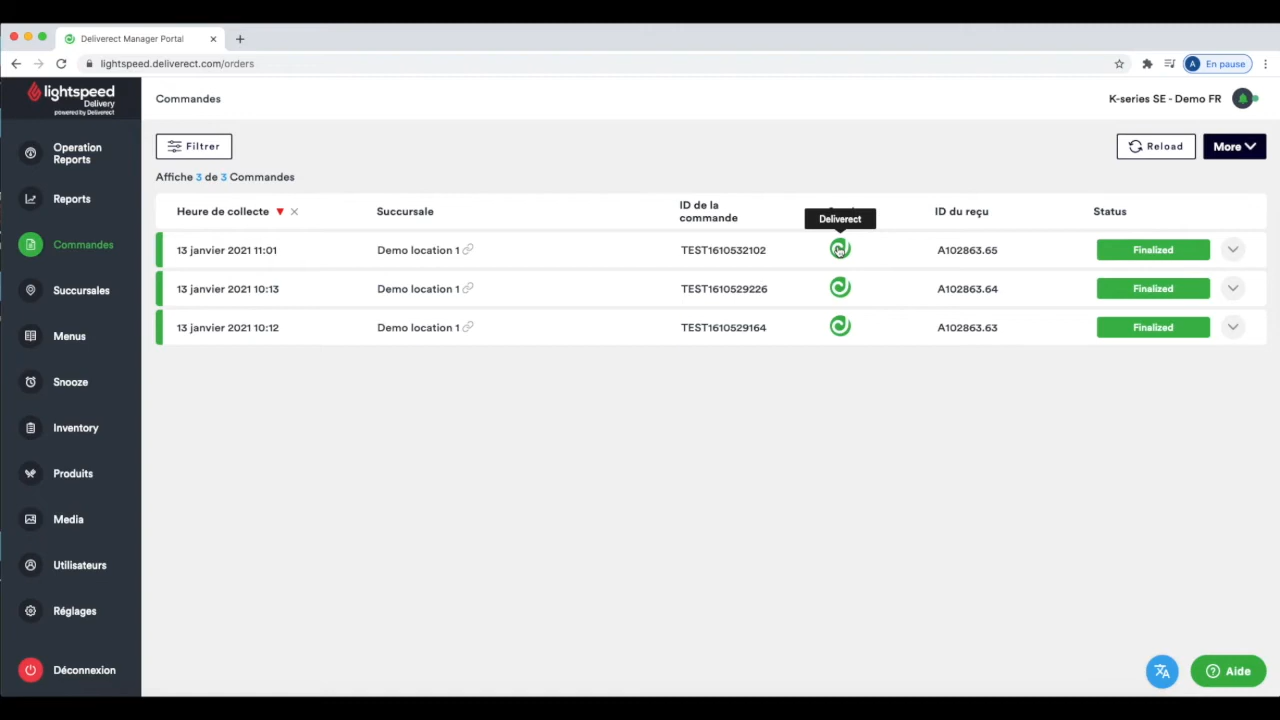 Deliverect Manager Portal
lightspeed.deliverect.com/orders
A En pause
lightspeed
Delivery
powered by Deliverect
Commandes
K-series SE - Demo FR
Operation
Reports
Reports
Commandes
Succursales
Menus
Snooze
Inventory
Produits
Media
Utilisateurs
Réglages
Déconnexion
Filtrer
Reload
More
Affiche 3 de 3 Commandes
Heure de collecte
Succursale
ID de la
commande
Deliverect
ID du reçu
Status
13 janvier 2021 11:01 Demo location 1 TEST1610532102 A102863.65 Finalized
13 janvier 2021 10:13 Demo location 1 TEST1610529226 A102863.64 Finalized
13 janvier 2021 10:12 Demo location 1 TEST1610529164 A102863.63 Finalized
Aide